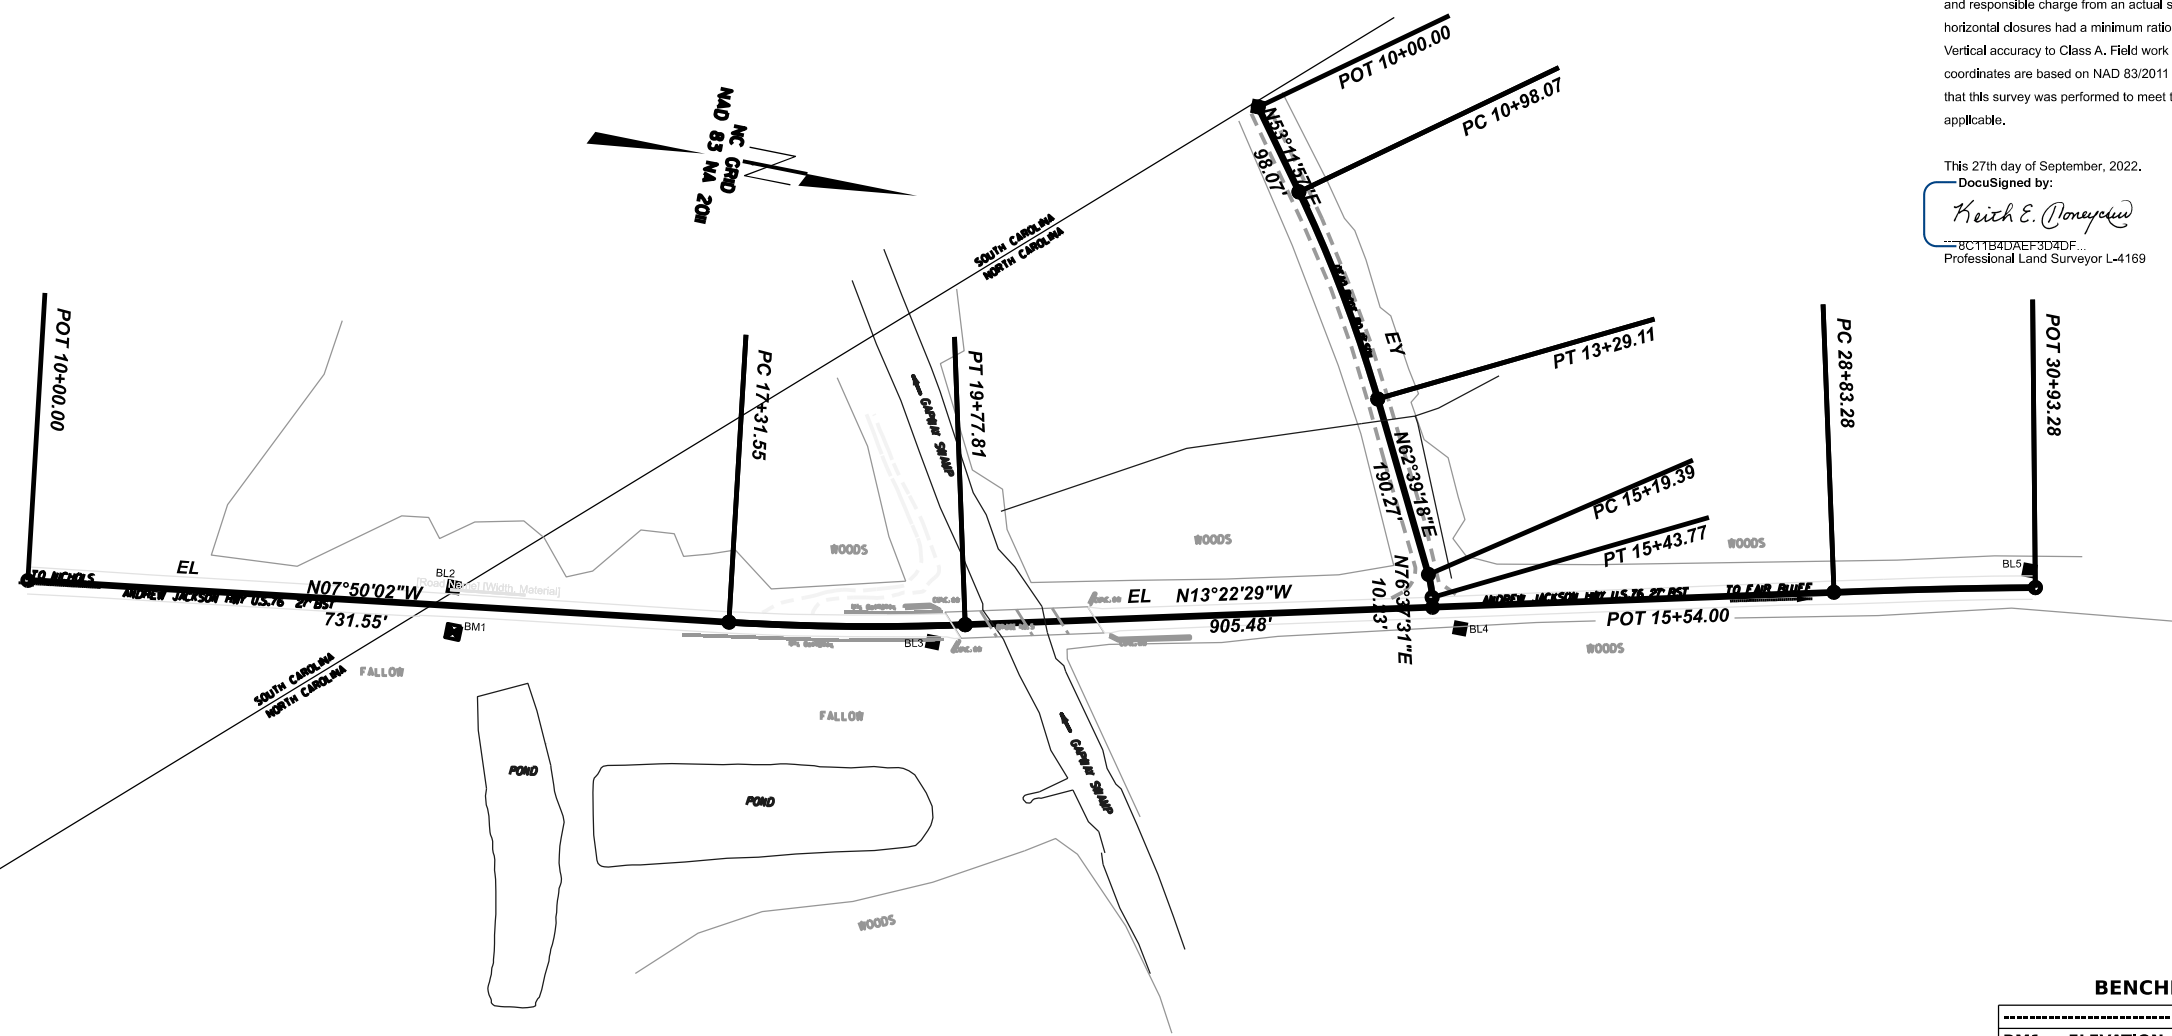 and responsible charge from an actual s
horizontal closures had a minimum ratio
Vertical accuracy to Class A. Field work
coordinates are based on NAD 83/2011
that this survey was performed to meet t
applicable.
This 27th day of September, 2022.
DocuSigned by:
8C11B4DAEF3D4DF...
Professional Land Surveyor L-4169
NC GRID
NAD 83 NA 2011
POT 10+00.00
PC 10+98.07
N53°11'57"E
98.07'
SOUTH CAROLINA
NORTH CAROLINA
POT 10+00.00
PC 17+31.55
PT 19+77.81
GAPWAY SWAMP
EY
PT 13+29.11
N62°39'18"E
190.27'
PC 15+19.39
PT 15+43.77
N76°37'31"E
10.23'
PC 28+83.28
POT 30+93.28
WOODS
WOODS
WOODS
TO NICHOLS
EL
BL2
[Road Name] [Width, Material]
N07°50'02"W
ANDREW JACKSON HWY U.S.76 27' BST
731.55'
BM1
EL
N13°22'29"W
905.48'
BL3
BL4
ANDREW JACKSON HWY U.S.76 27' BST
TO FAIR BLUFF
POT 15+54.00
BL5
WOODS
SOUTH CAROLINA
NORTH CAROLINA
FALLOW
FALLOW
GAPWAY SWAMP
POND
POND
WOODS
BENCH